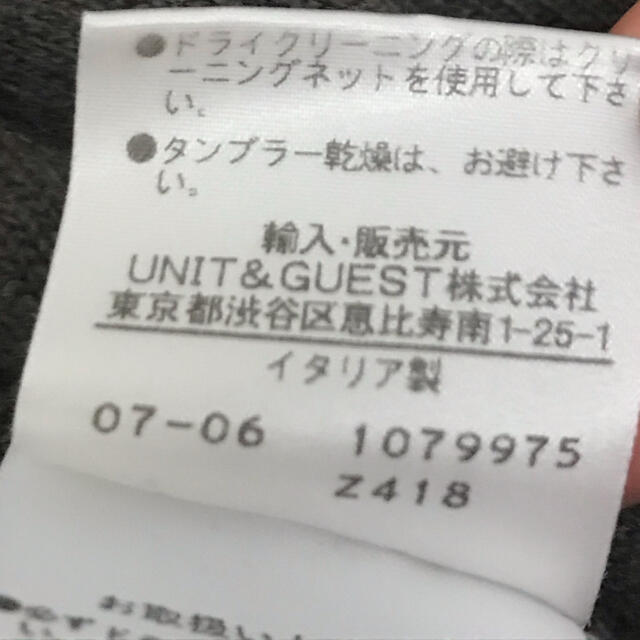 ●ドライクリーニングの際はクリ
ーニングネットを使用して下さ
い。
●タンブラー乾燥は、お避け下さ
い。
輸入・販売元
UNIT&GUEST株式会社
東京都渋谷区恵比寿南1-25-1
イタリア製
07-06 1079975
Z418
お取扱い